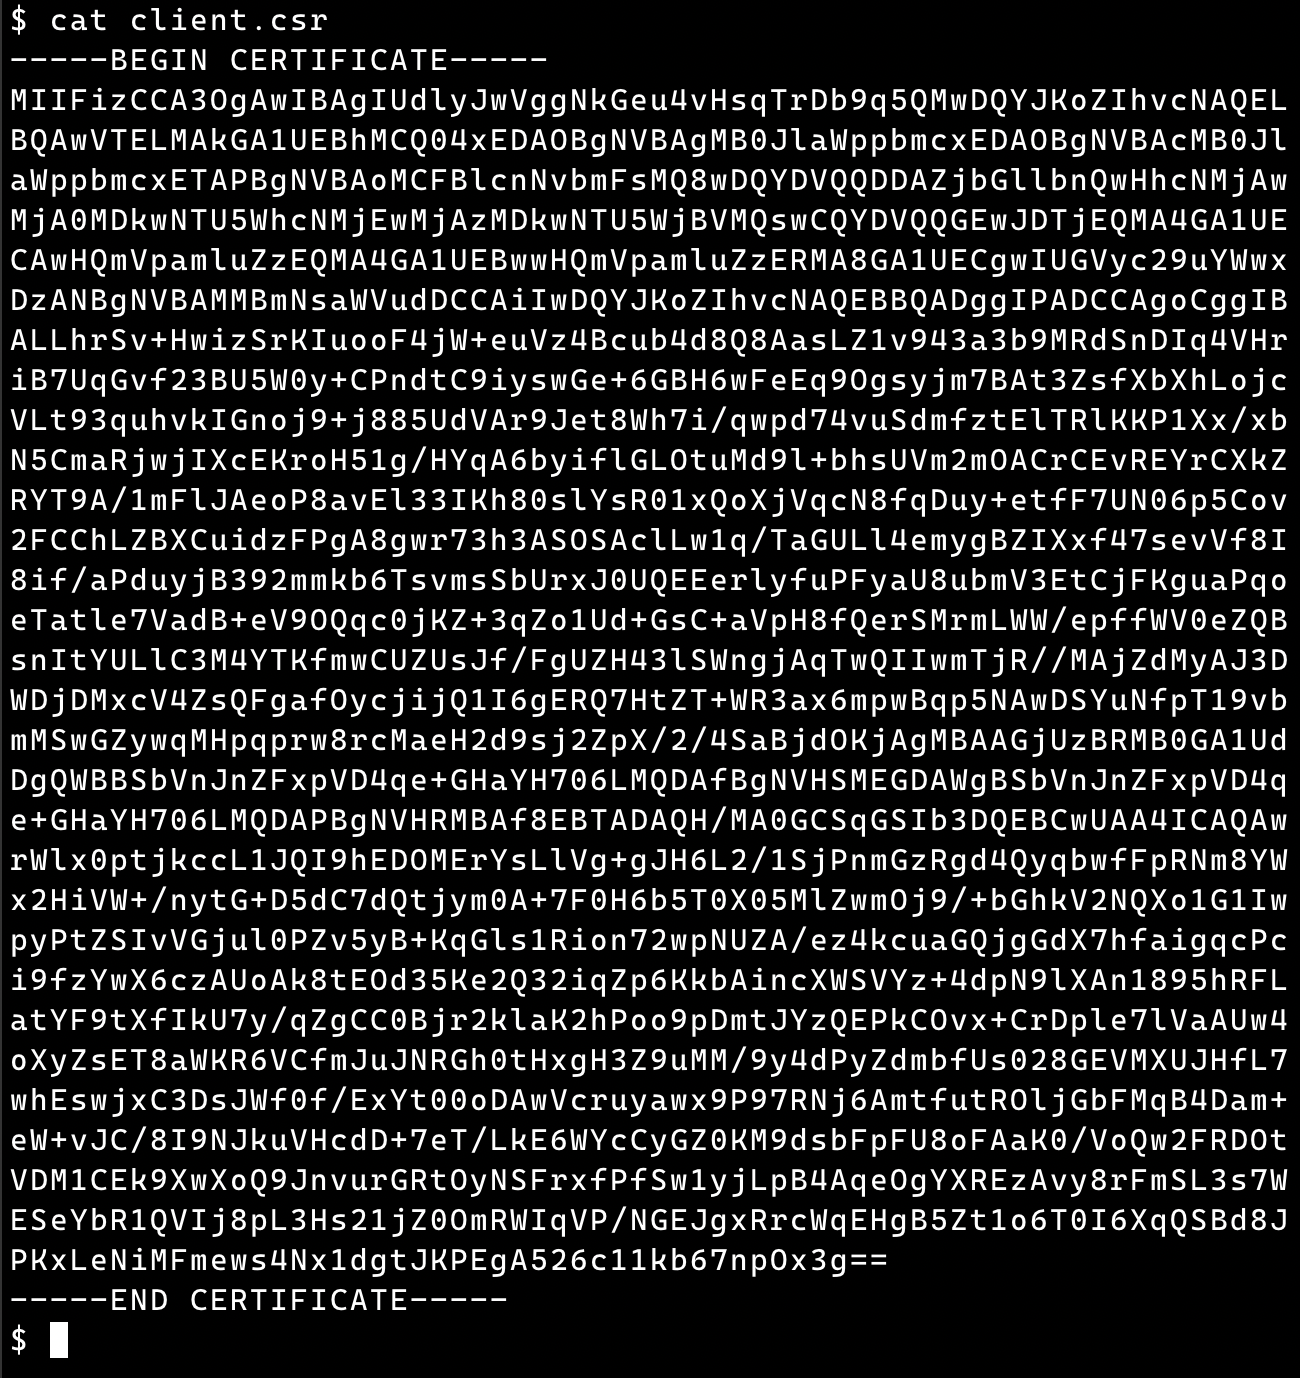 $ cat client.csr
-----BEGIN CERTIFICATE-----
MIIFizCCA3OgAwIBAgIUdlyJwVggNkGeu4vHsqTrDb9q5QMwDQYJKoZIhvcNAQEL
BQAwVTELMAkGA1UEBhMCQ04xEDAOBgNVBAgMB0JlaWppbmcxEDAOBgNVBAcMB0Jl
aWppbmcxETAPBgNVBAoMCFBlcnNvbmFsMQ8wDQYDVQQDDAZjbGllbnQwHhcNMjAw
MjA0MDkwNTU5WhcNMjEwMjAzMDkwNTU5WjBVMQswCQYDVQQGEwJDTjEQMA4GA1UE
CAwHQmVpamluZzEQMA4GA1UEBwwHQmVpamluZzERMA8GA1UECgwIUGVyc29uYWwx
DzANBgNVBAMMBmNsaWVudDCCAiIwDQYJKoZIhvcNAQEBBQADggIPADCCAgoCggIB
ALLhrSv+HwizSrKIuooF4jW+euVz4Bcub4d8Q8AasLZ1v943a3b9MRdSnDIq4VHr
iB7UqGvf23BU5W0y+CPndtC9iyswGe+6GBH6wFeEq9Ogsyjm7BAt3ZsfXbXhLojc
VLt93quhvkIGnoj9+j885UdVAr9Jet8Wh7i/qwpd74vuSdmfztElTRlKKP1Xx/xb
N5CmaRjwjIXcEKroH51g/HYqA6byiflGLOtuMd9l+bhsUVm2mOACrCEvREYrCXkZ
RYT9A/1mFlJAeoP8avEl33IKh80slYsR01xQoXjVqcN8fqDuy+etfF7UN06p5Cov
2FCChLZBXCuidzFPgA8gwr73h3ASOSAclLw1q/TaGULl4emygBZIXxf47sevVf8I
8if/aPduyjB392mmkb6TsvmsSbUrxJ0UQEEerlyfuPFyaU8ubmV3EtCjFKguaPqo
eTatle7VadB+eV9OQqc0jKZ+3qZo1Ud+GsC+aVpH8fQerSMrmLWW/epffWV0eZQB
snItYULlC3M4YTKfmwCUZUsJf/FgUZH43lSWngjAqTwQIIwmTjR//MAjZdMyAJ3D
WDjDMxcV4ZsQFgafOycjijQ1I6gERQ7HtZT+WR3ax6mpwBqp5NAwDSYuNfpT19vb
mMSwGZywqMHpqprw8rcMaeH2d9sj2ZpX/2/4SaBjdOKjAgMBAAGjUzBRMB0GA1Ud
DgQWBBSbVnJnZFxpVD4qe+GHaYH706LMQDAfBgNVHSMEGDAWgBSbVnJnZFxpVD4q
e+GHaYH706LMQDAPBgNVHRMBAf8EBTADAQH/MA0GCSqGSIb3DQEBCwUAA4ICAQAw
rWlx0ptjkccL1JQI9hEDOMErYsLlVg+gJH6L2/1SjPnmGzRgd4QyqbwfFpRNm8YW
x2HiVW+/nytG+D5dC7dQtjym0A+7F0H6b5T0X05MlZwmOj9/+bGhkV2NQXo1G1Iw
pyPtZSIvVGjul0PZv5yB+KqGls1Rion72wpNUZA/ez4kcuaGQjgGdX7hfaigqcPc
i9fzYwX6czAUoAk8tEOd35Ke2Q32iqZp6KkbAincXWSVYz+4dpN9lXAn1895hRFL
atYF9tXfIkU7y/qZgCC0Bjr2klaK2hPoo9pDmtJYzQEPkCOvx+CrDple7lVaAUw4
oXyZsET8aWKR6VCfmJuJNRGh0tHxgH3Z9uMM/9y4dPyZdmbfUs028GEVMXUJHfL7
whEswjxC3DsJWf0f/ExYt00oDAwVcruyawx9P97RNj6AmtfutROljGbFMqB4Dam+
eW+vJC/8I9NJkuVHcdD+7eT/LkE6WYcCyGZ0KM9dsbFpFU8oFAaK0/VoQw2FRDOt
VDM1CEk9XwXoQ9JnvurGRtOyNSFrxfPfSw1yjLpB4AqeOgYXREzAvy8rFmSL3s7W
ESeYbR1QVIj8pL3Hs21jZ0OmRWIqVP/NGEJgxRrcWqEHgB5Zt1o6T0I6XqQSBd8J
PKxLeNiMFmews4Nx1dgtJKPEgA526c11kb67npOx3g==
-----END CERTIFICATE-----
$